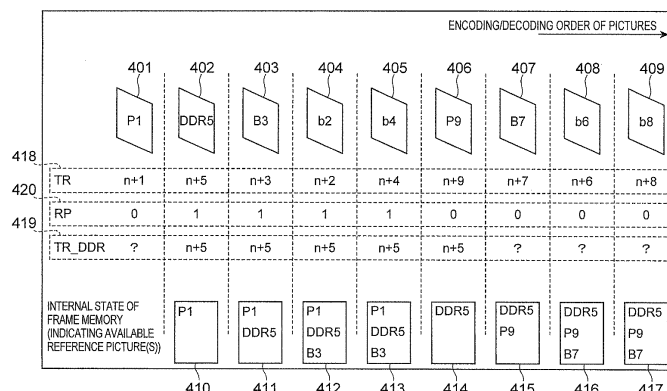 ENCODING/DECODING ORDER OF PICTURES
401 402 403 404 405 406 407 408 409
P1 DDR5 B3 b2 b4 P9 B7 b6 b8
418
TR n+1 n+5 n+3 n+2 n+4 n+9 n+7 n+6 n+8
420
RP 0 1 1 1 1 0 0 0 0
419
TR_DDR ? n+5 n+5 n+5 n+5 n+5 ? ? ?
INTERNAL STATE OF P1 P1 P1 P1 DDR5 DDR5 DDR5 DDR5
FRAME MEMORY DDR5 DDR5 DDR5 P9 P9 P9
(INDICATING AVAILABLE
REFERENCE PICTURE(S)) B3 B3 B7 B7
410 411 412 413 414 415 416 417